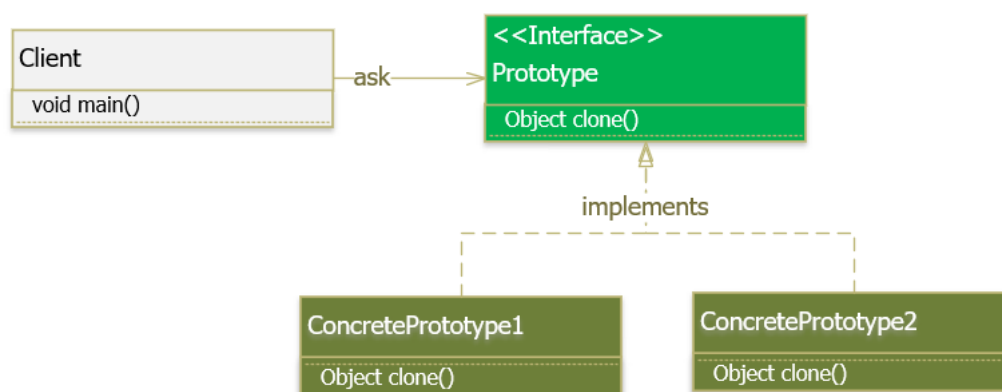 Client
void main()
ask
<<Interface>>
Prototype
Object clone()
implements
ConcretePrototype1
Object clone()
ConcretePrototype2
Object clone()